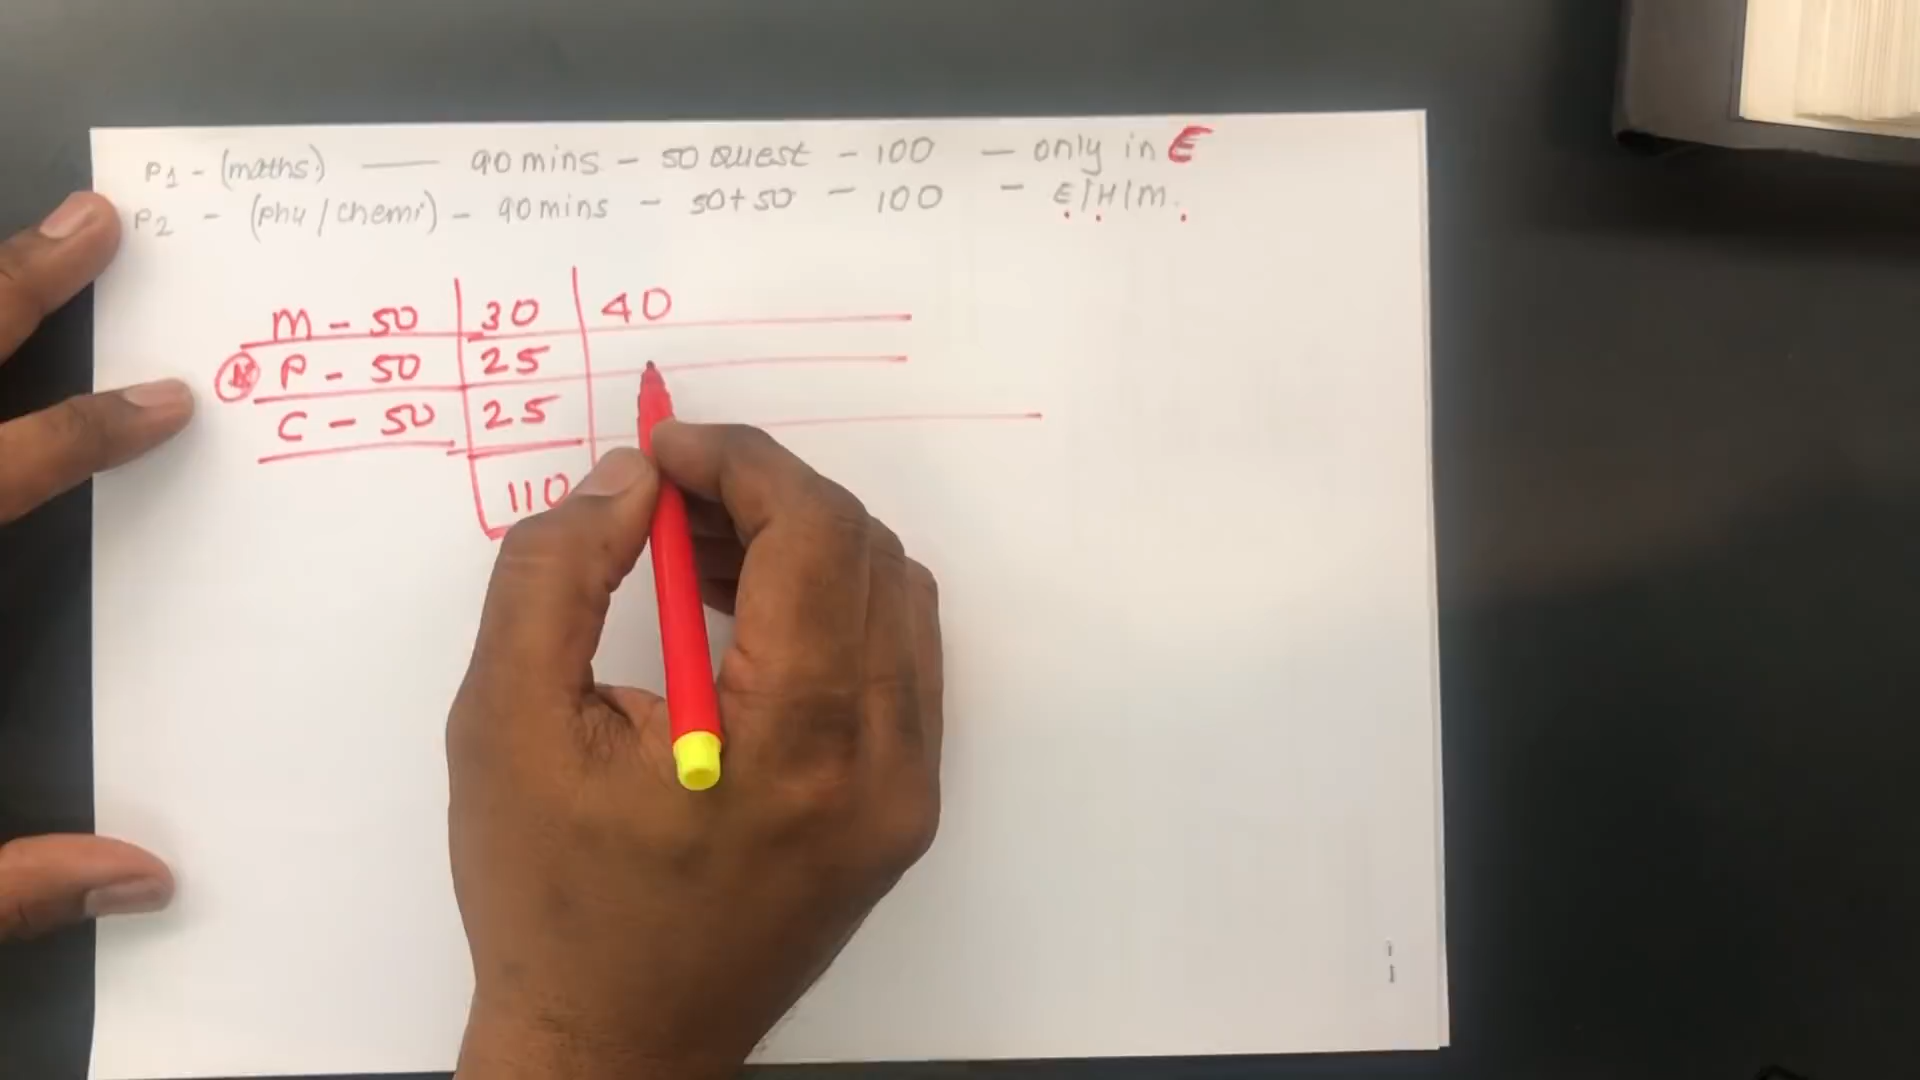 P1 - (maths) — 90 mins - 50 Quest - 100 — only in E
P2 - (phy / chemi) - 90 mins - 50+50 - 100 - E/H/M.
M - 50 | 30 | 40
P - 50 | 25
C - 50 | 25
110